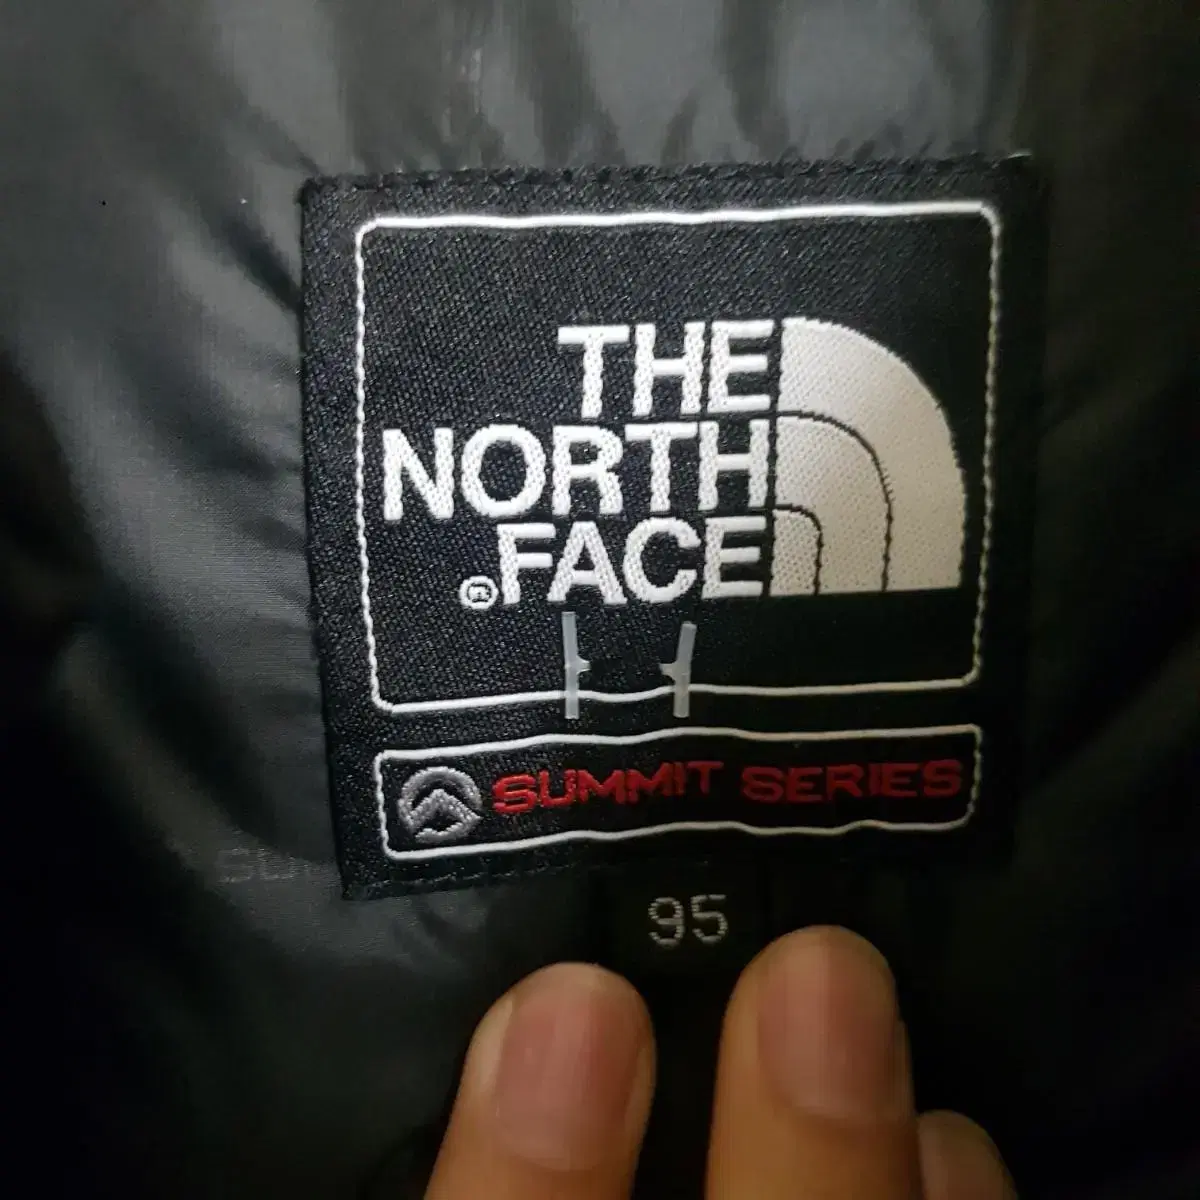 THE
NORTH
®FACE
SUMMIT SERIES
95